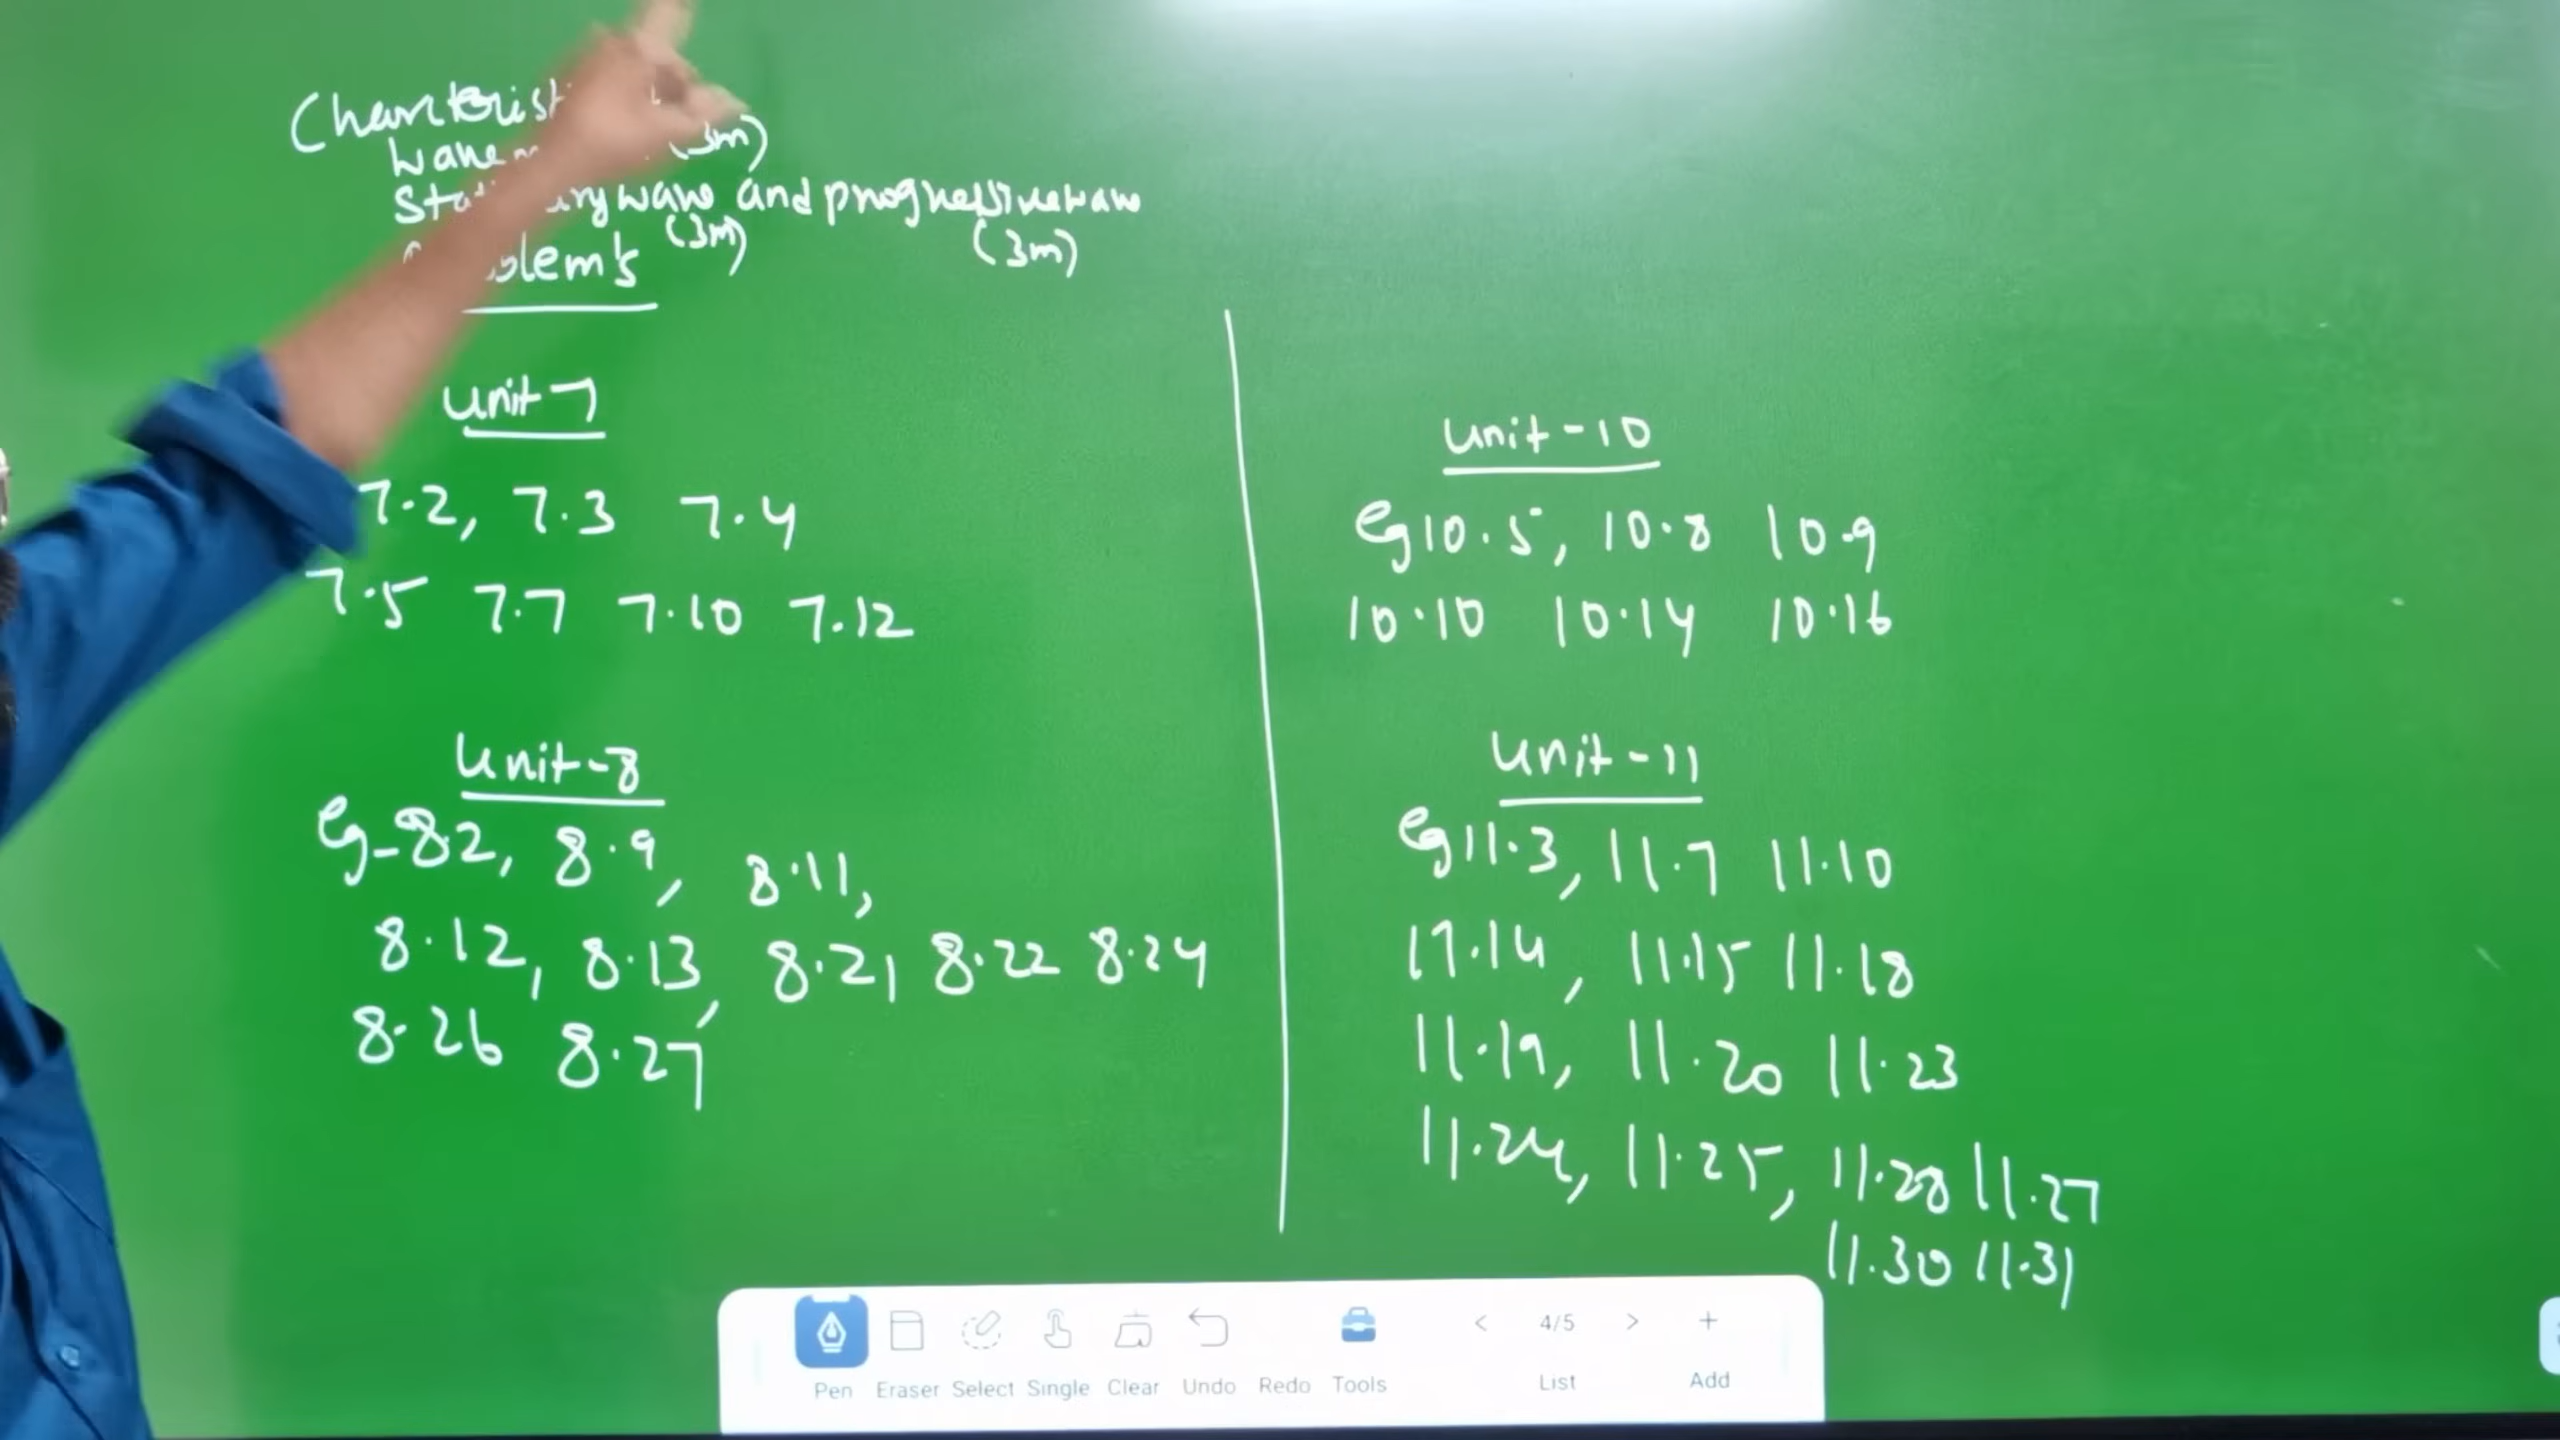 (3m)
wave and progressive wave
(3m) (3m)
Unit 7
7.2, 7.3 7.4
7.5 7.7 7.10 7.12
Unit-8
eg-8.2, 8.9, 8.11,
8.12, 8.13, 8.21 8.22 8.24
8.26 8.27
Unit-10
eg 10.5, 10.8 10.9
10.10 10.14 10.16
Unit-11
eg 11.3, 11.7 11.10
11.14, 11.15 11.18
11.19, 11.20 11.23
11.24, 11.25, 11.28 11.27
11.30 11.31
< 4/5 > +
Pen Eraser Select Single Clear Undo Redo Tools List Add